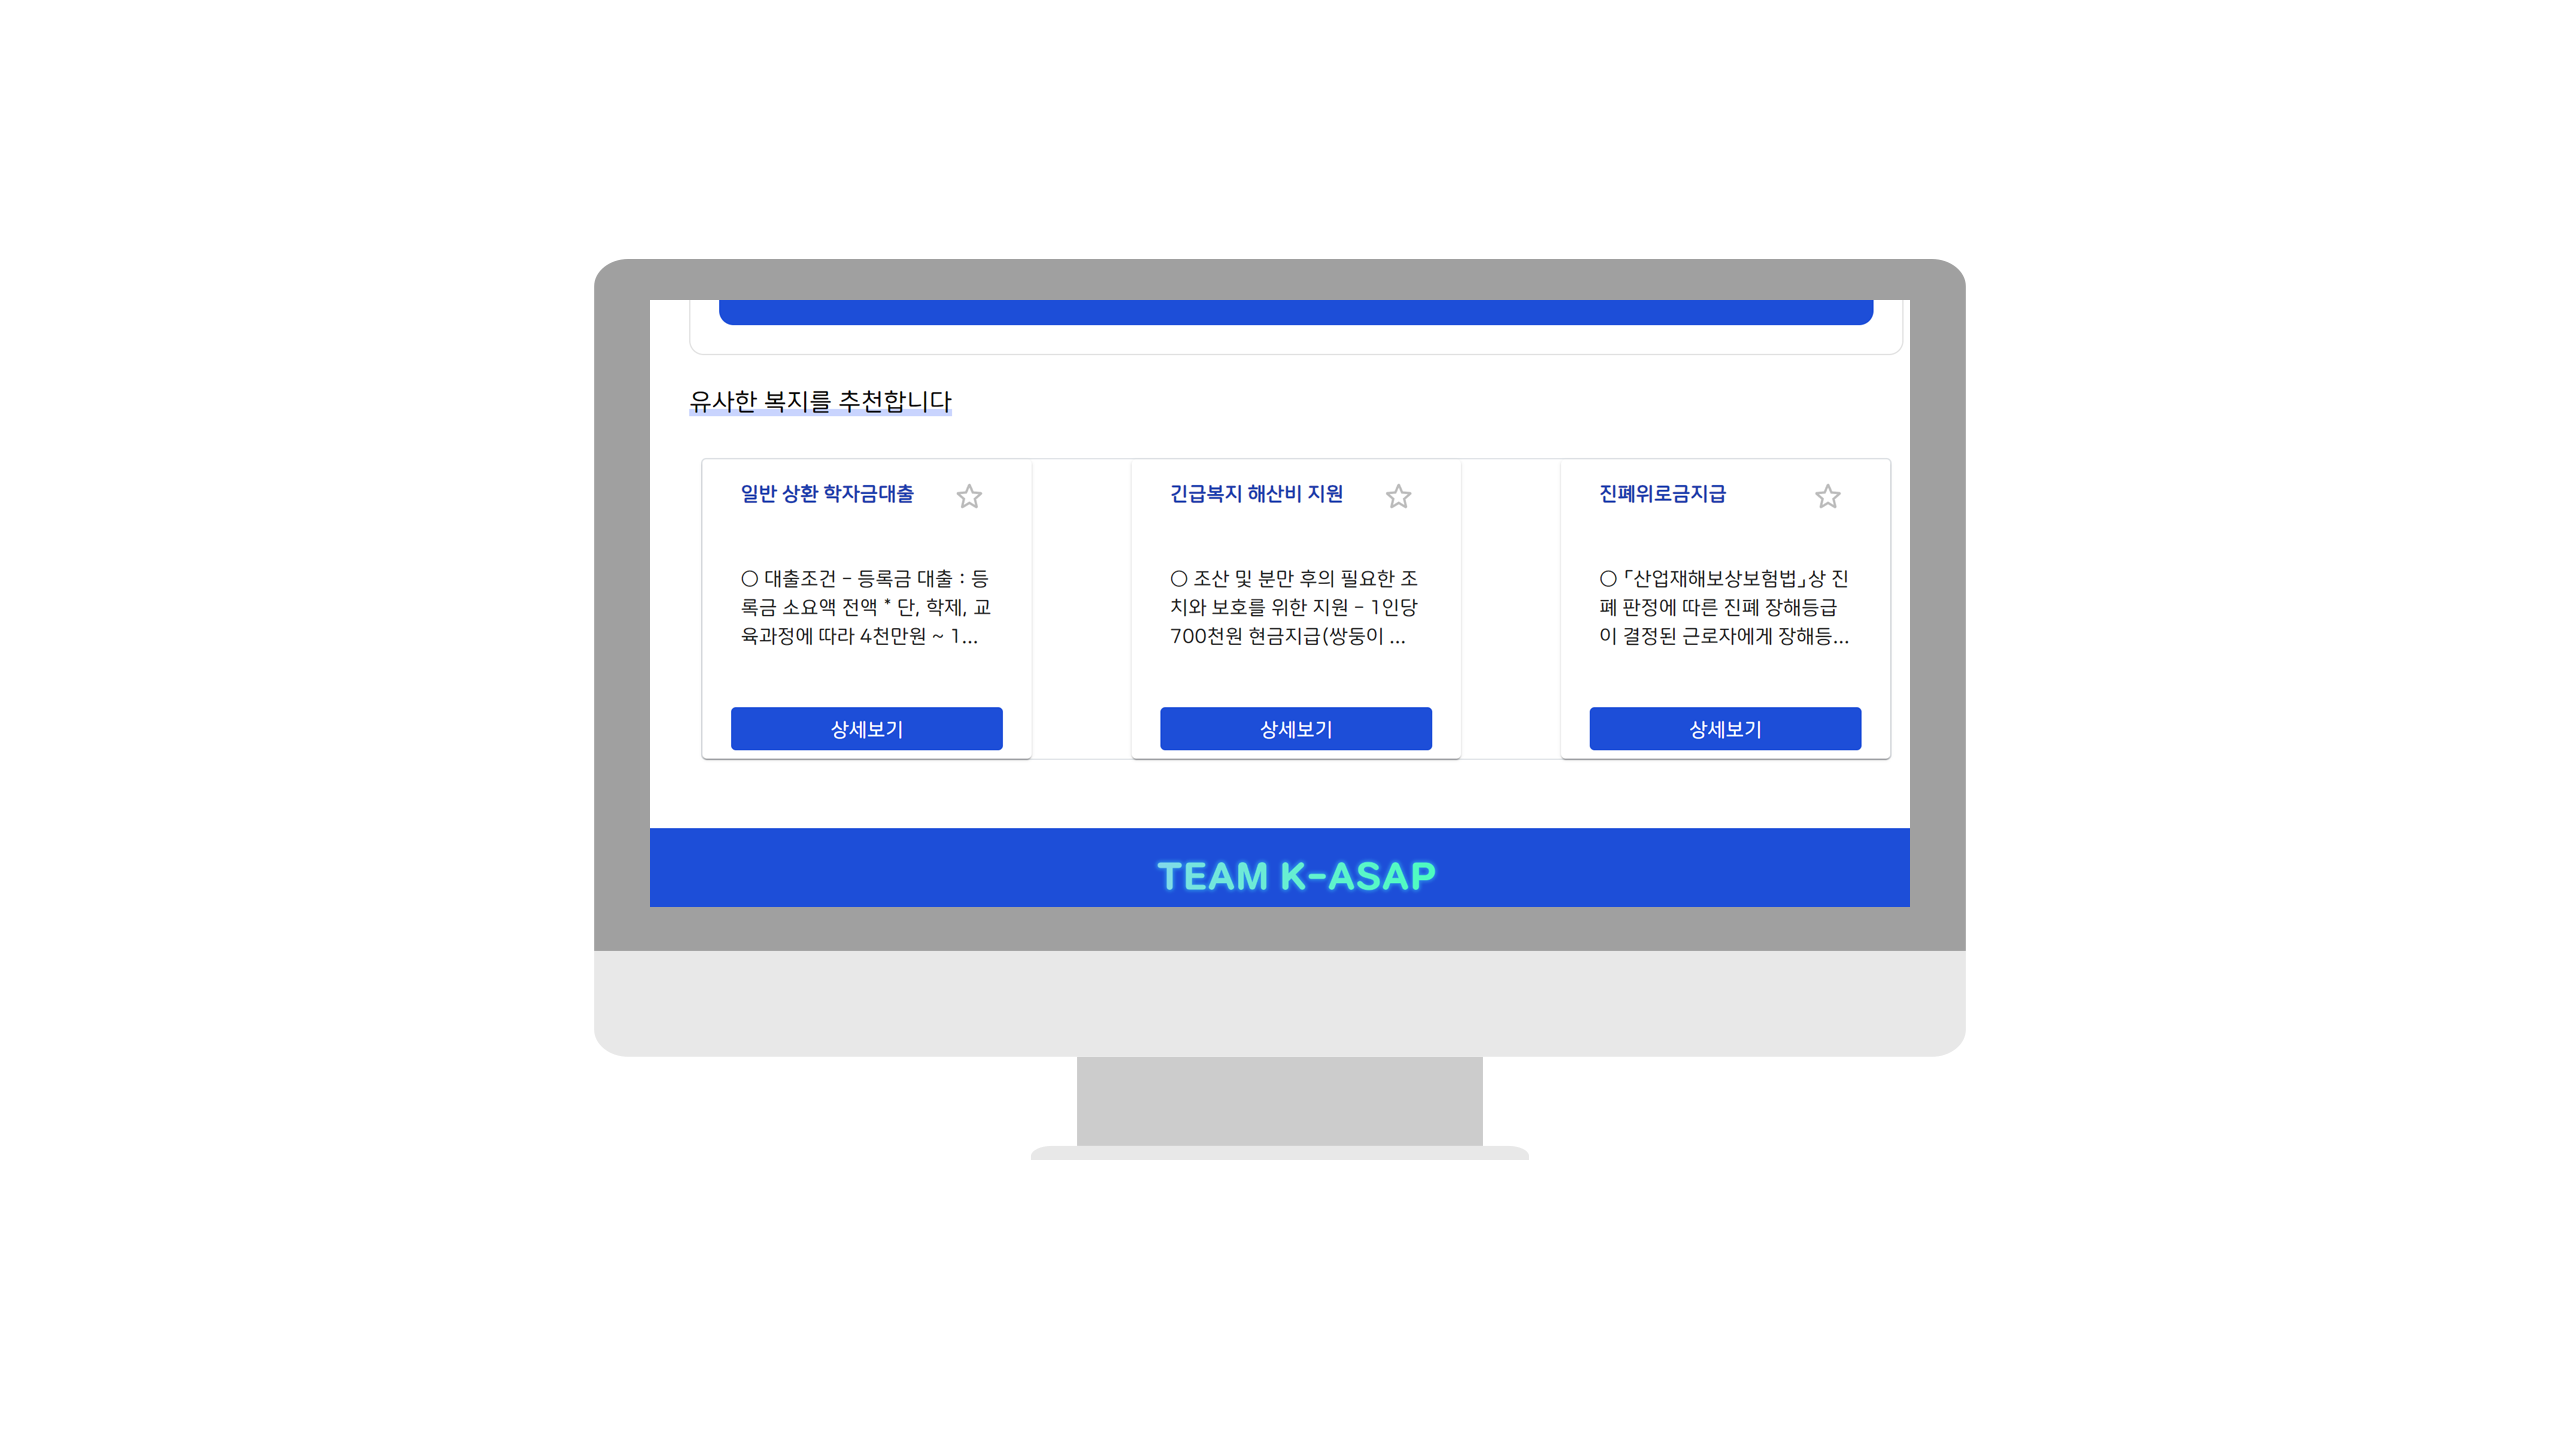 유사한 복지를 추천합니다
일반 상환 학자금대출
○ 대출조건 - 등록금 대출 : 등
록금 소요액 전액 * 단, 학제, 교
육과정에 따라 4천만원 ~ 1...
상세보기
긴급복지 해산비 지원
○ 조산 및 분만 후의 필요한 조
치와 보호를 위한 지원 - 1인당
700천원 현금지급(쌍둥이 ...
상세보기
진폐위로금지급
○ 「산업재해보상보험법」상 진
폐 판정에 따른 진폐 장해등급
이 결정된 근로자에게 장해등...
상세보기
TEAM K-ASAP